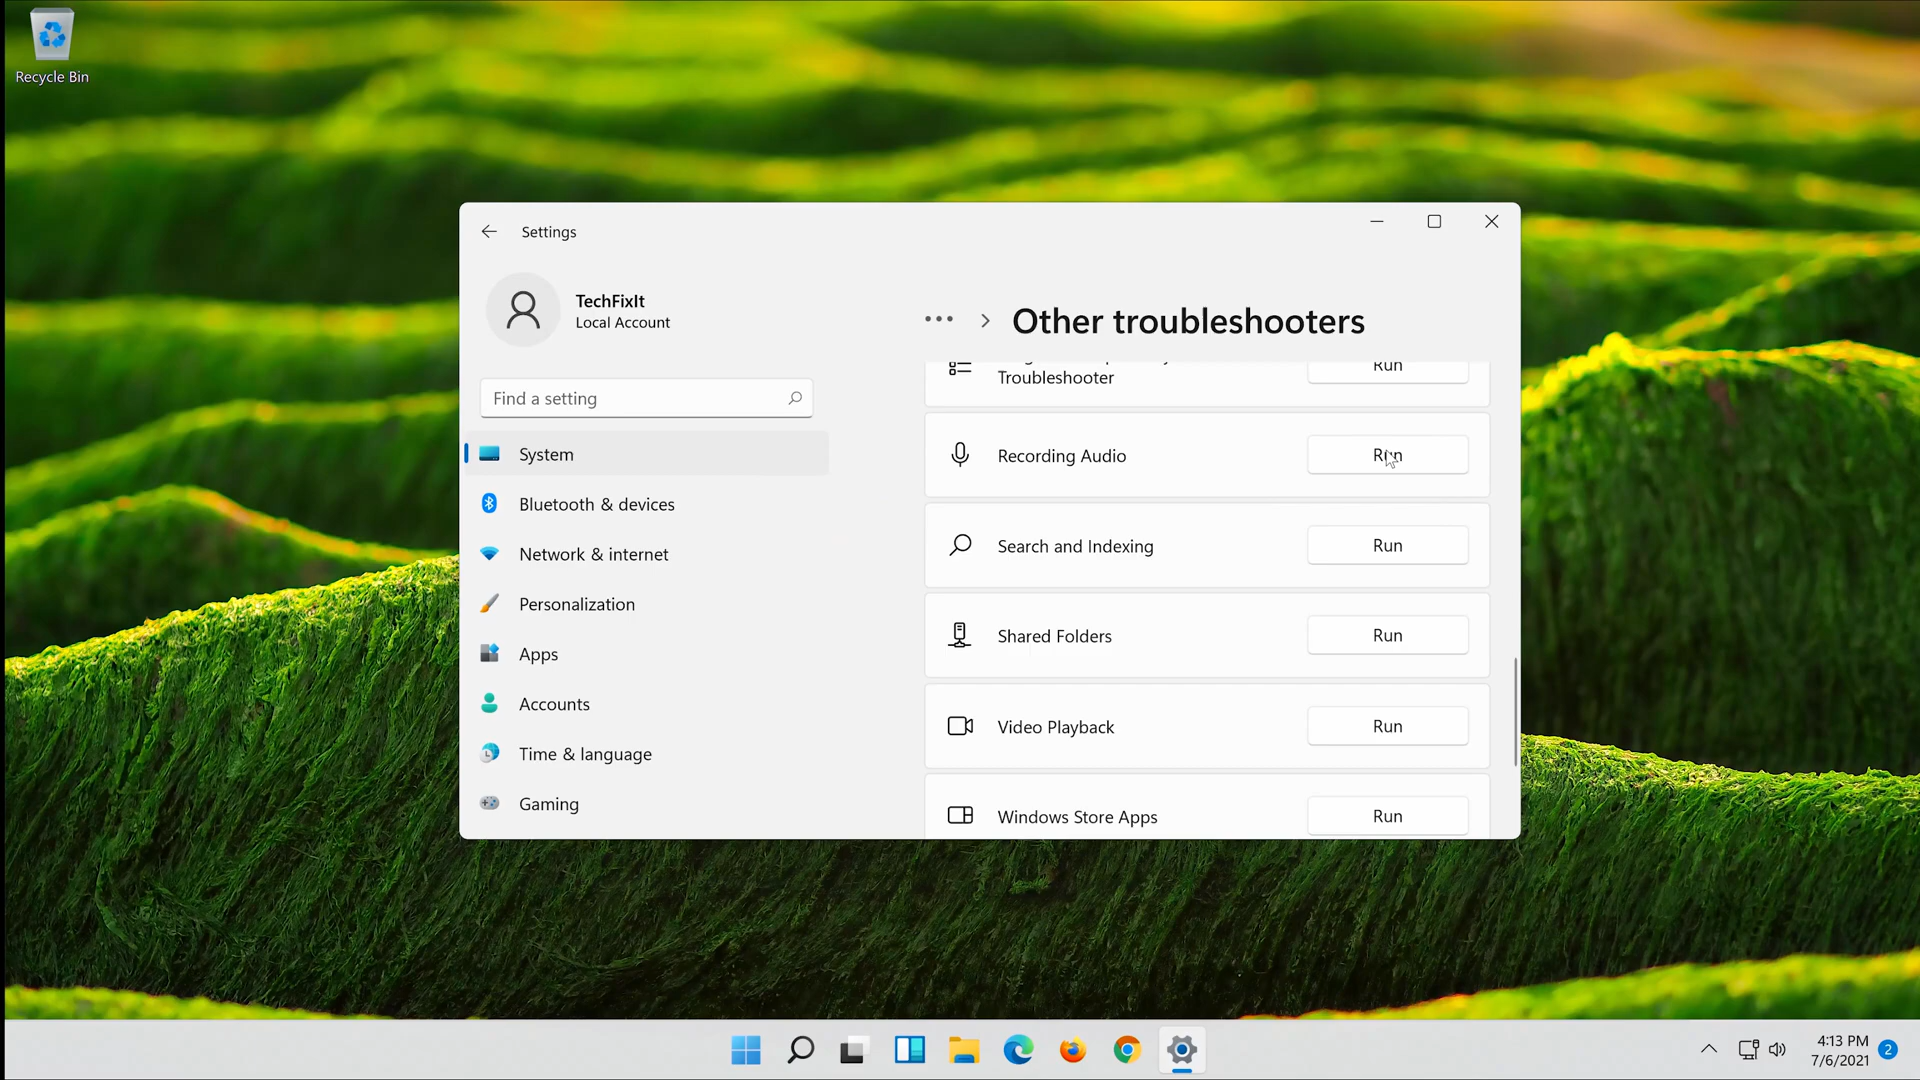 Recycle Bin
Settings
TechFixIt
Local Account
Find a setting
System
Bluetooth & devices
Network & internet
Personalization
Apps
Accounts
Time & language
Gaming
Other troubleshooters
Troubleshooter
Run
Recording Audio
Run
Search and Indexing
Run
Shared Folders
Run
Video Playback
Run
Windows Store Apps
Run
4:13 PM
7/6/2021
2